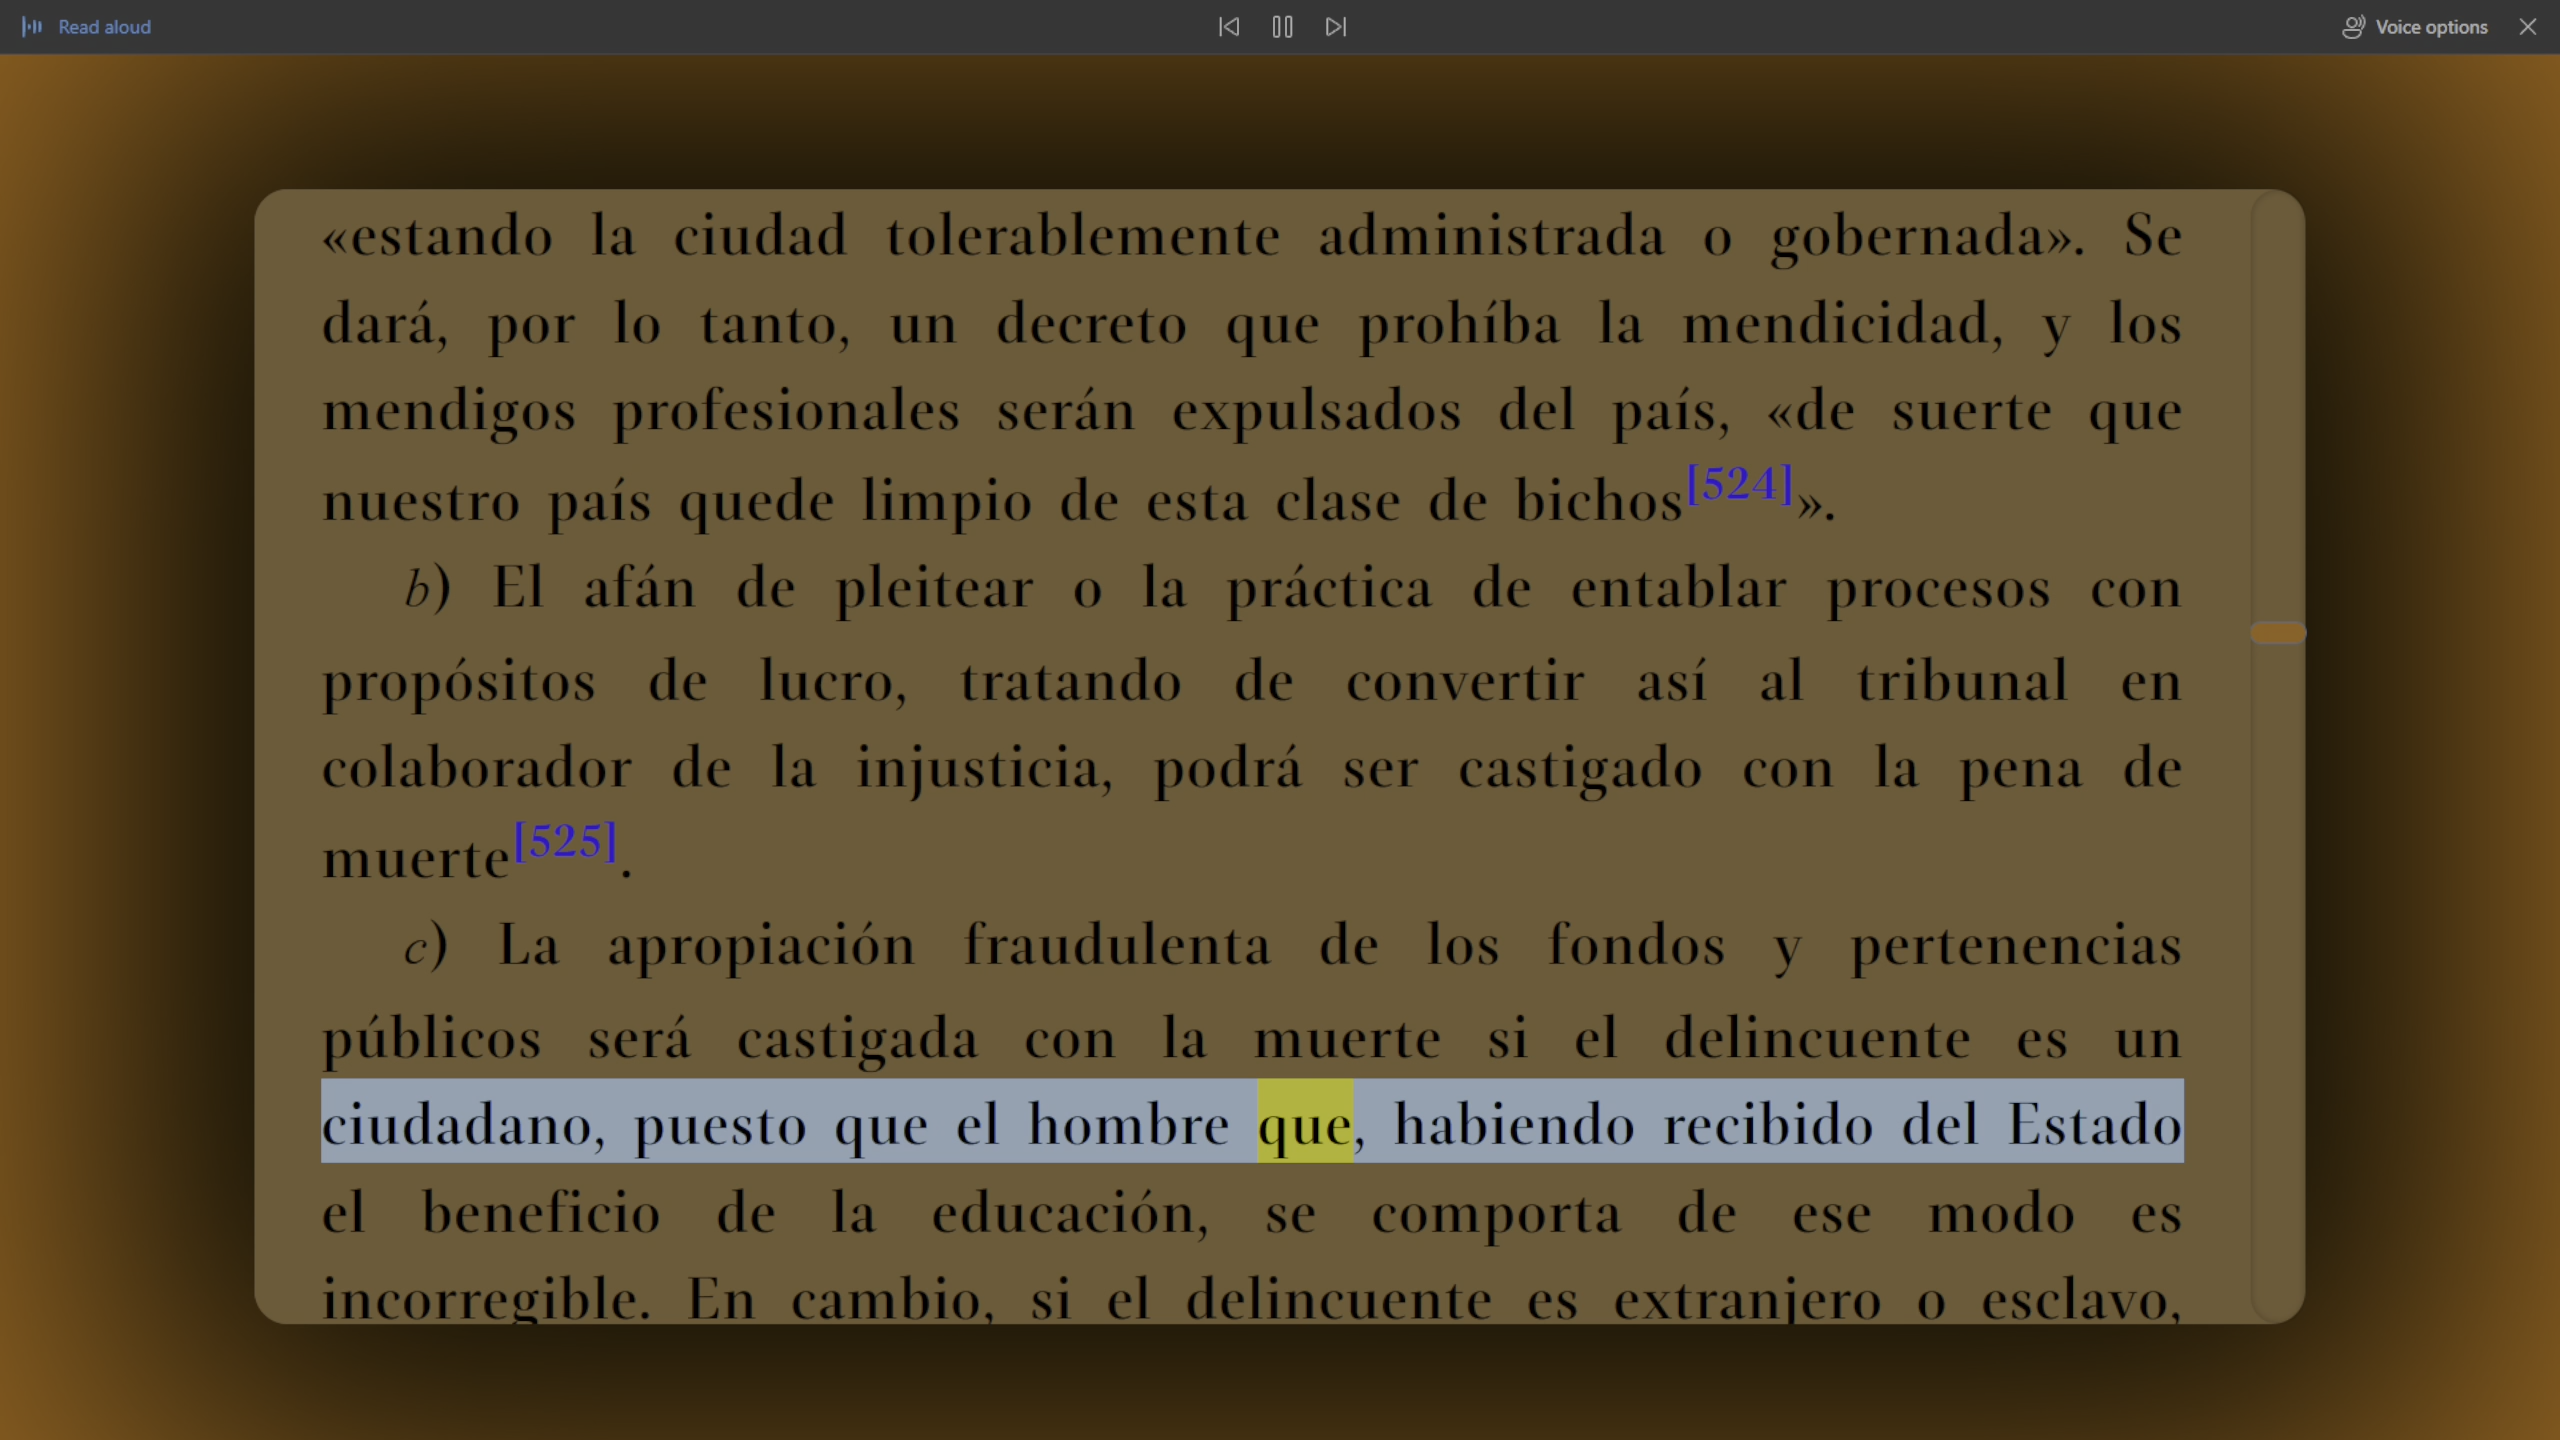 Read aloud
Voice options
«estando la ciudad tolerablemente administrada o gobernada». Se
dará, por lo tanto, un decreto que prohíba la mendicidad, y los
mendigos profesionales serán expulsados del país, «de suerte que
nuestro país quede limpio de esta clase de bichos[524]».
b) El afán de pleitear o la práctica de entablar procesos con
propósitos de lucro, tratando de convertir así al tribunal en
colaborador de la injusticia, podrá ser castigado con la pena de
muerte[525].
c) La apropiación fraudulenta de los fondos y pertenencias
públicos será castigada con la muerte si el delincuente es un
ciudadano, puesto que el hombre que, habiendo recibido del Estado
el beneficio de la educación, se comporta de ese modo es
incorregible. En cambio, si el delincuente es extranjero o esclavo,